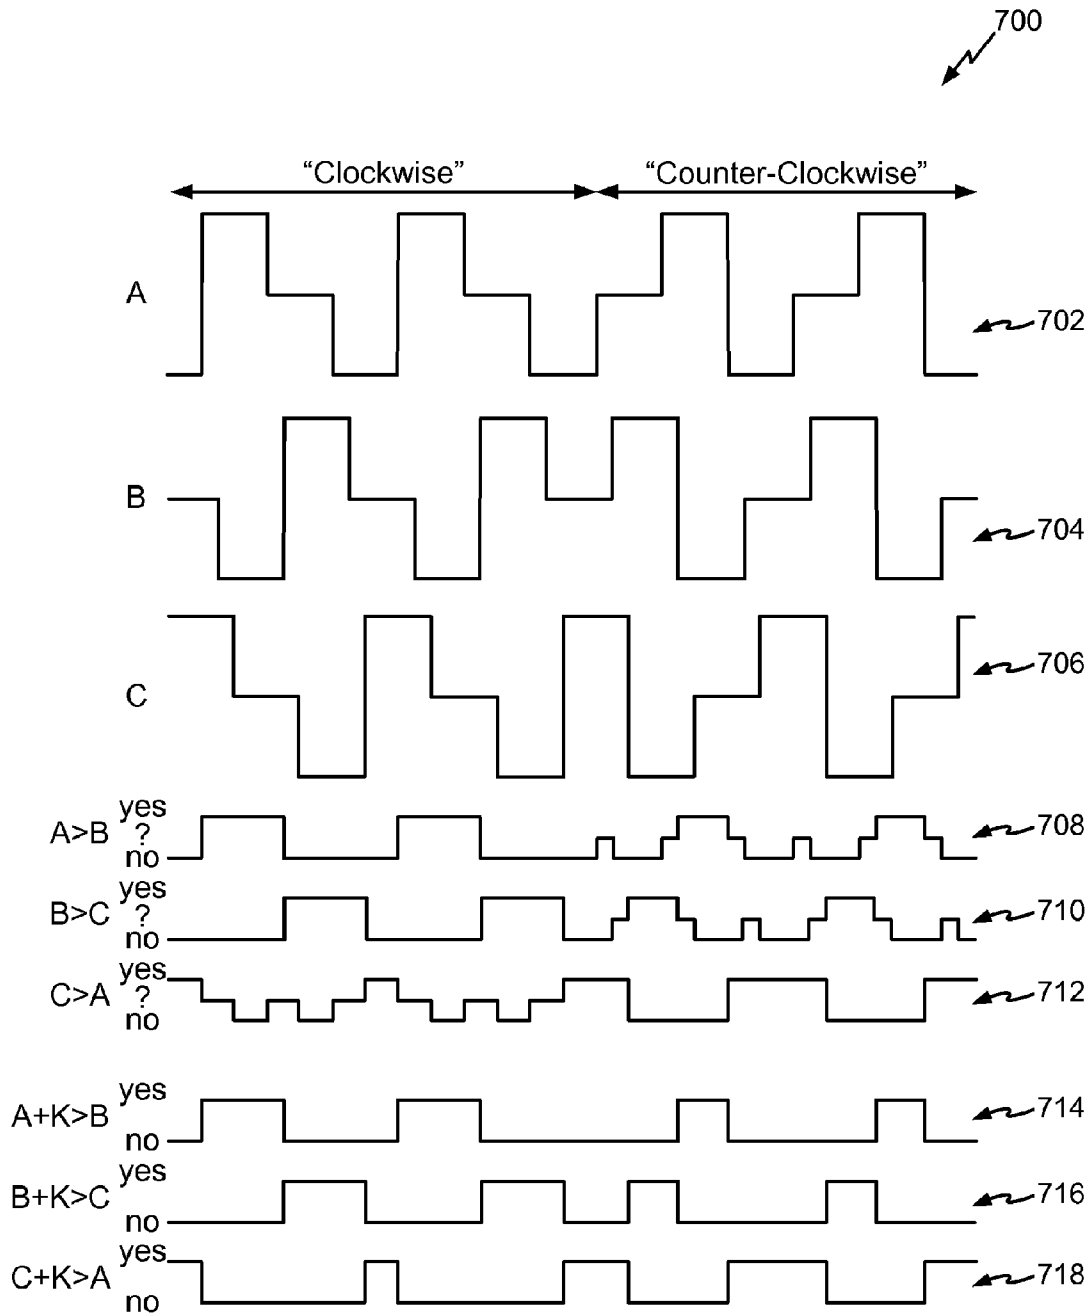 700
“Clockwise” “Counter-Clockwise”
A
702
B
704
C
706
A>B yes ? no 708
B>C yes ? no 710
C>A yes ? no 712
A+K>B yes no 714
B+K>C yes no 716
C+K>A yes no 718